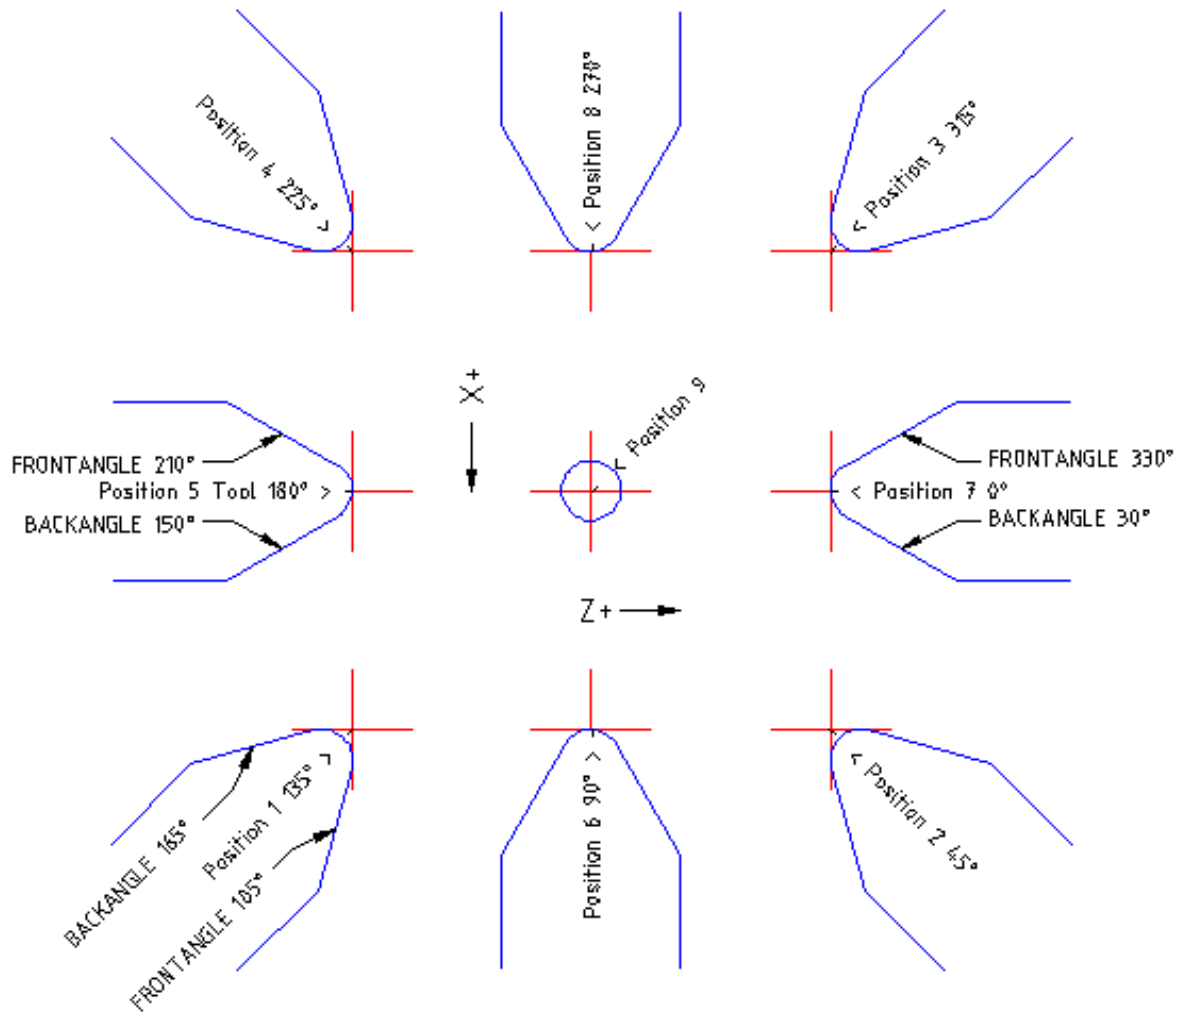 Position 4 225° >
< Position 8 270°
< Position 3 315°
X+
< Position 9
FRONTANGLE 210°
Position 5 Tool 180° >
BACKANGLE 150°
FRONTANGLE 330°
< Position 7 0°
BACKANGLE 30°
Z+
BACKANGLE 165°
Position 1 135° >
FRONTANGLE 105°
Position 6 90° >
< Position 2 45°